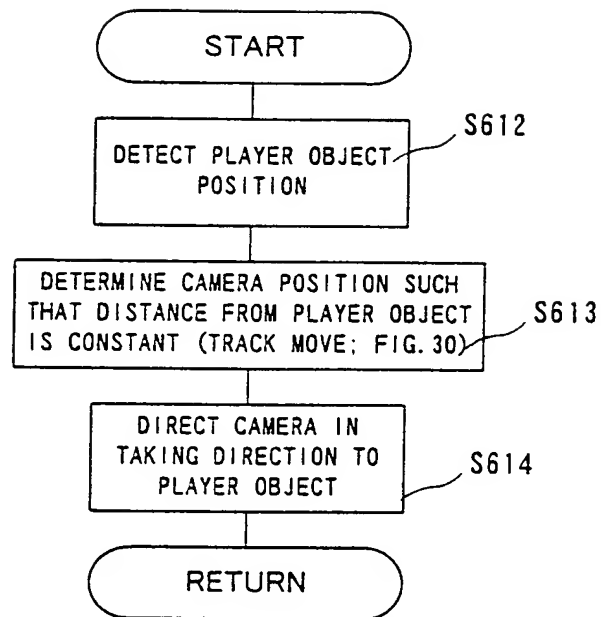 START
S612
DETECT PLAYER OBJECT
POSITION
DETERMINE CAMERA POSITION SUCH
THAT DISTANCE FROM PLAYER OBJECT
IS CONSTANT (TRACK MOVE; FIG.30)
S613
DIRECT CAMERA IN
TAKING DIRECTION TO
PLAYER OBJECT
S614
RETURN